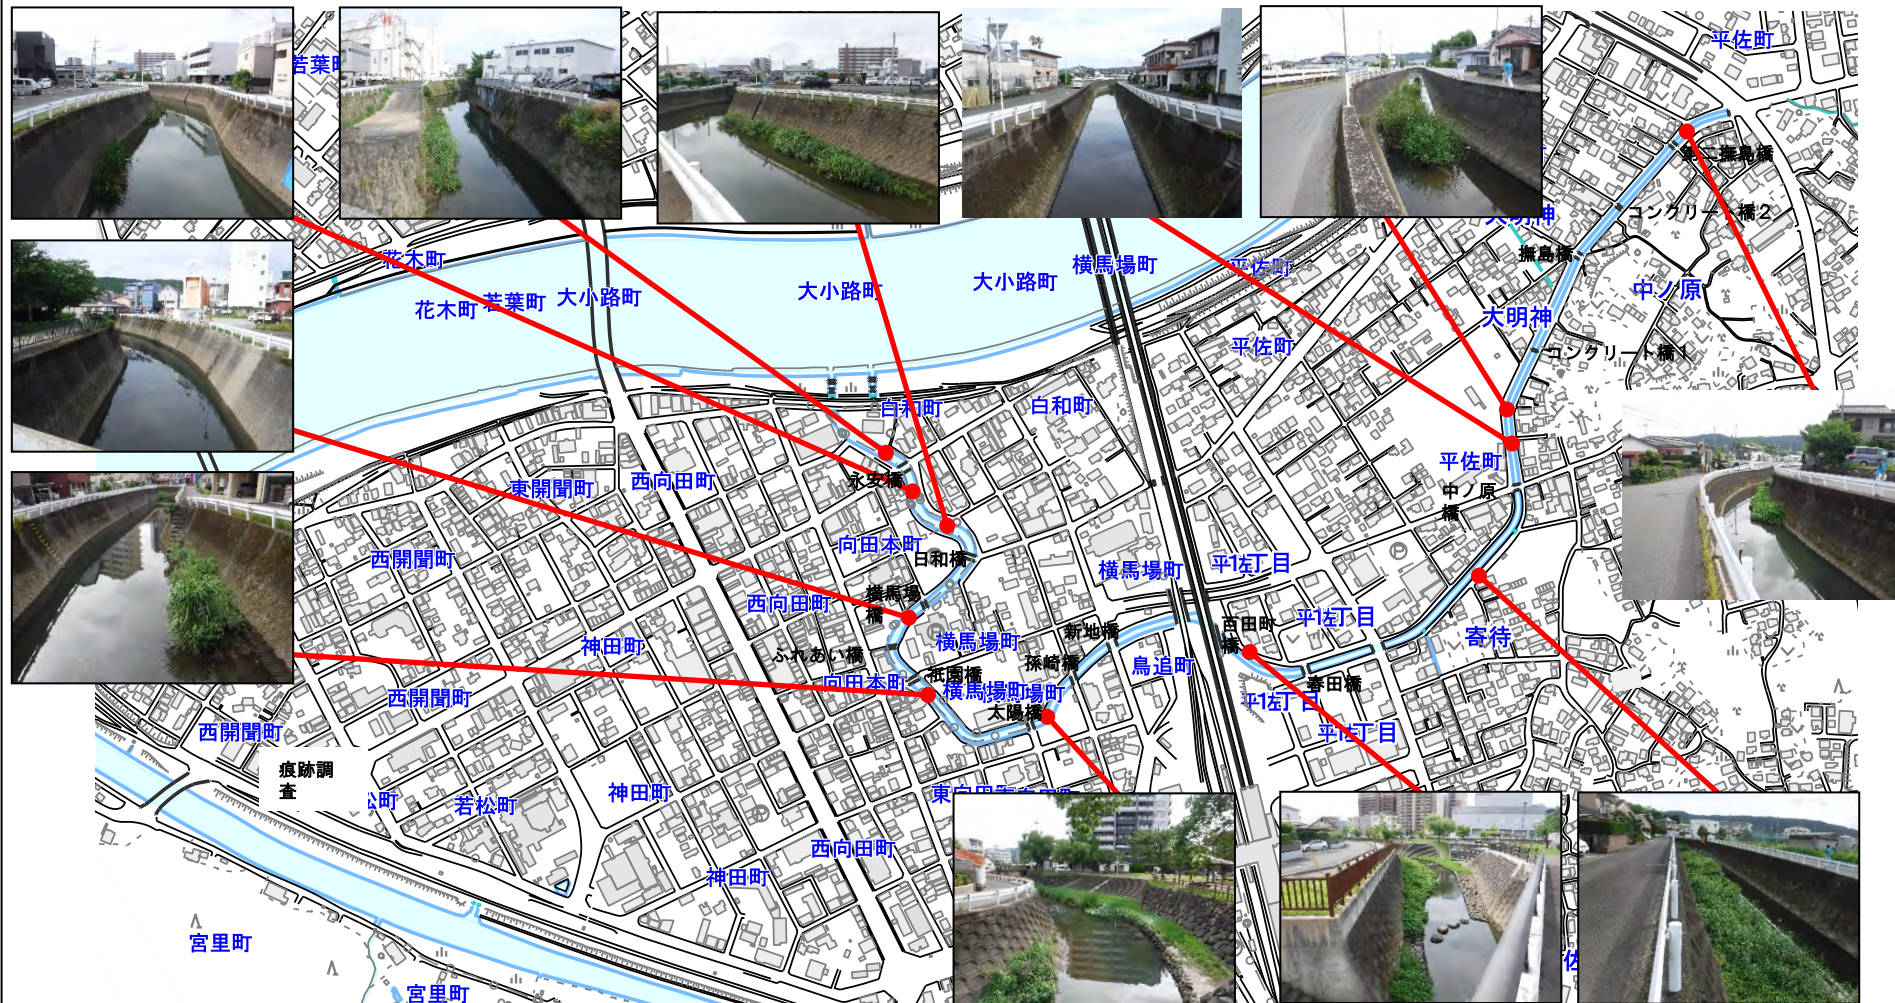 平佐町
若葉町
第二撫島橋
コンクリート橋2
大明神
撫島橋
中ノ原
花木町
花木町
若葉町
大小路町
大小路町
大小路町
横馬場町
平佐町
大明神
コンクリート橋1
平佐町
白和町
白和町
平佐町
中ノ原
橋
永安橋
東開聞町
西向田町
向田本町
日和橋
西開聞町
横馬場町
平佐1丁目
西向田町
横馬場
橋
平佐1丁目
百田町
橋
新地橋
横馬場町
寄待
神田町
ふれあい橋
孫崎橋
鳥追町
祇園橋
向田本町
横馬場町
春田橋
西開聞町
太陽橋
平佐1丁目
西開聞町
平佐1丁目
痕跡調
査
松町
若松町
神田町
西向田町
神田町
宮里町
宮里町